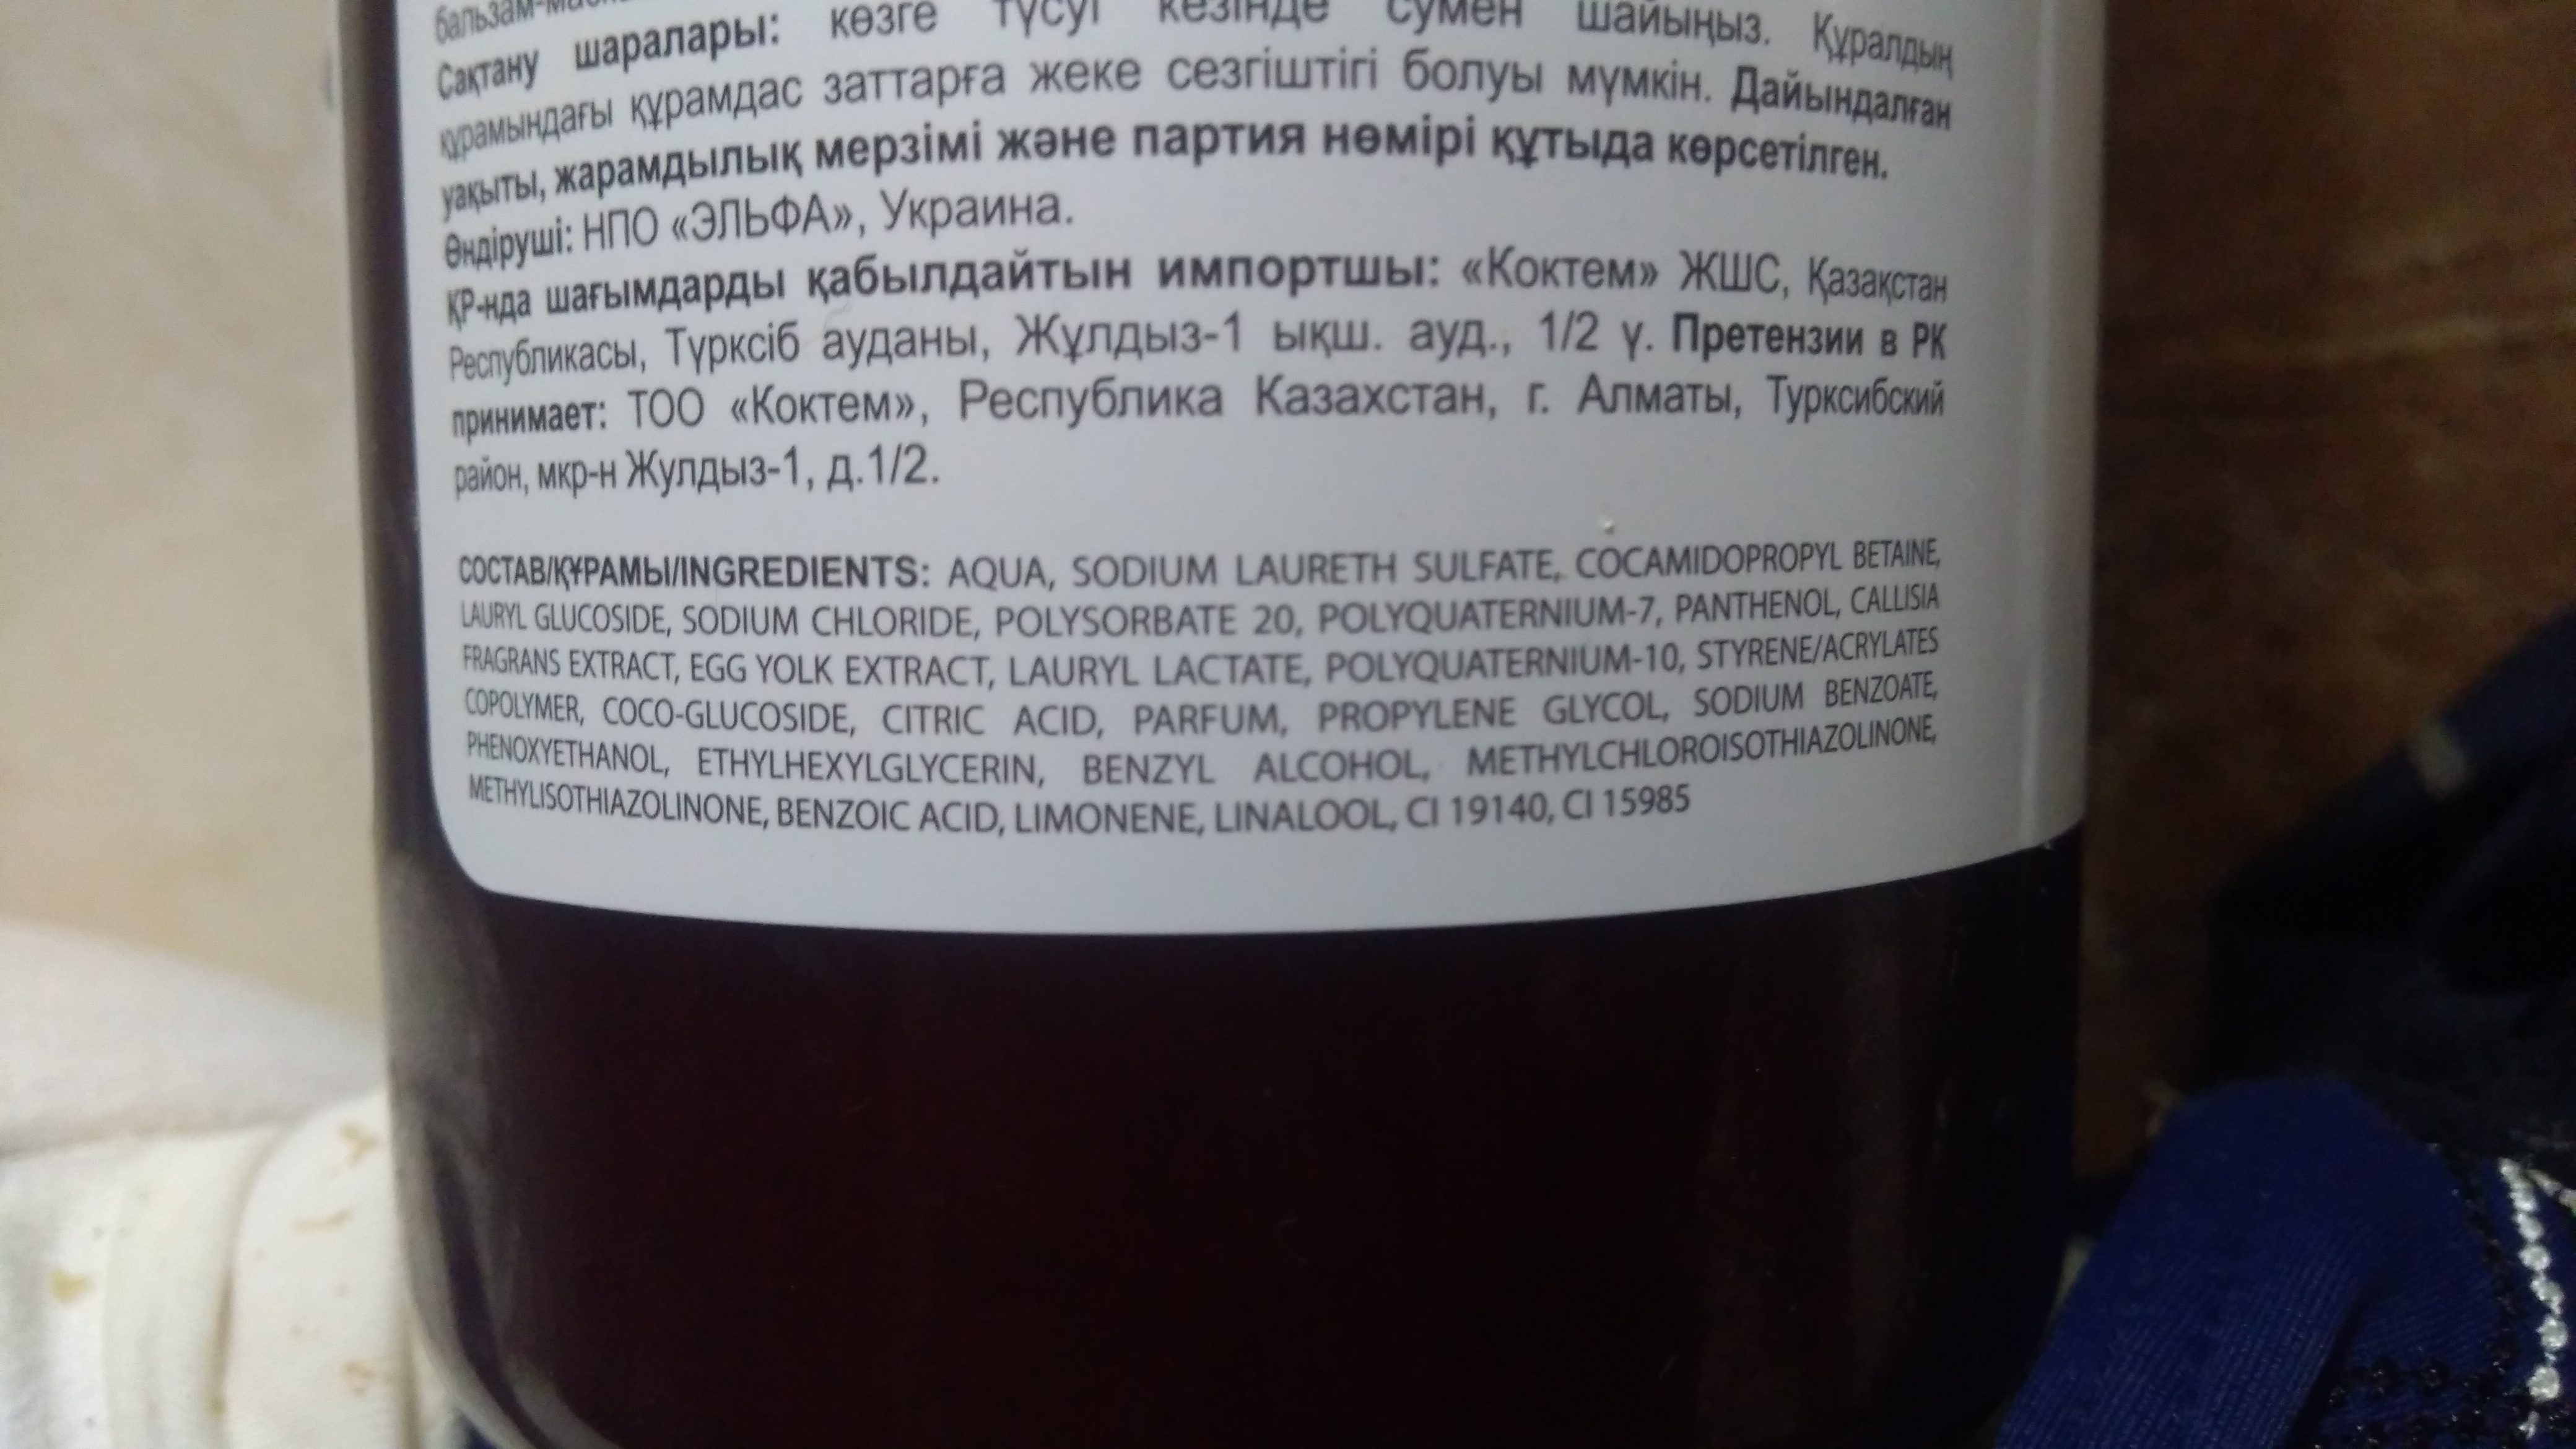 бальзам-
Сақтану шаралары: көзге түсуі кезінде сумен шайыңыз. Құралдың
құрамындағы құрамдас заттарға жеке сезгіштігі болуы мүмкін. Дайындалған
уақыты, жарамдылық мерзімі және партия нөмірі құтыда көрсетілген.
Өндіруші: НПО «ЭЛЬФА», Украина.
ҚР-нда шағымдарды қабылдайтын импортшы: «Коктем» ЖШС, Қазақстан
Республикасы, Түрксіб ауданы, Жұлдыз-1 ықш. ауд., 1/2 ү. Претензии в РК
принимает: ТОО «Коктем», Республика Казахстан, г. Алматы, Турксибский
район, мкр-н Жулдыз-1, д.1/2.
СОСТАВ/ҚҰРАМЫ/INGREDIENTS: AQUA, SODIUM LAURETH SULFATE, COCAMIDOPROPYL BETAINE,
LAURYL GLUCOSIDE, SODIUM CHLORIDE, POLYSORBATE 20, POLYQUATERNIUM-7, PANTHENOL, CALLISIA
FRAGRANS EXTRACT, EGG YOLK EXTRACT, LAURYL LACTATE, POLYQUATERNIUM-10, STYRENE/ACRYLATES
COPOLYMER, COCO-GLUCOSIDE, CITRIC ACID, PARFUM, PROPYLENE GLYCOL, SODIUM BENZOATE,
PHENOXYETHANOL, ETHYLHEXYLGLYCERIN, BENZYL ALCOHOL, METHYLCHLOROISOTHIAZOLINONE,
METHYLISOTHIAZOLINONE, BENZOIC ACID, LIMONENE, LINALOOL, CI 19140, CI 15985